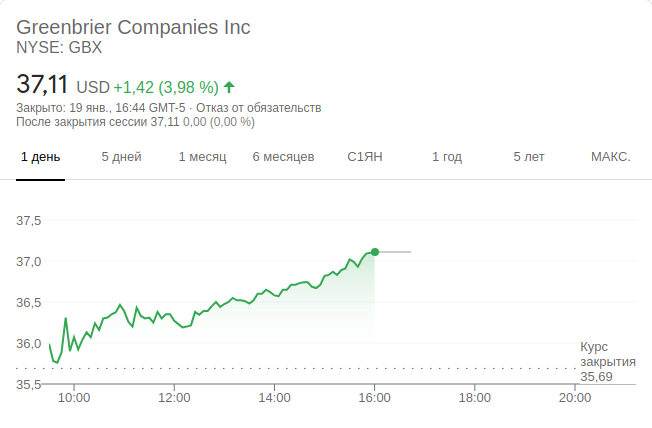 Greenbrier Companies Inc
NYSE: GBX
37,11 USD +1,42 (3,98 %)
Закрыто: 19 янв., 16:44 GMT-5 · Отказ от обязательств
После закрытия сессии 37,11 0,00 (0,00 %)
1 день 5 дней 1 месяц 6 месяцев С1ЯН 1 год 5 лет МАКС.
37,5
37,0
36,5
36,0
35,5
Курс
закрытия
35,69
10:00 12:00 14:00 16:00 18:00 20:00